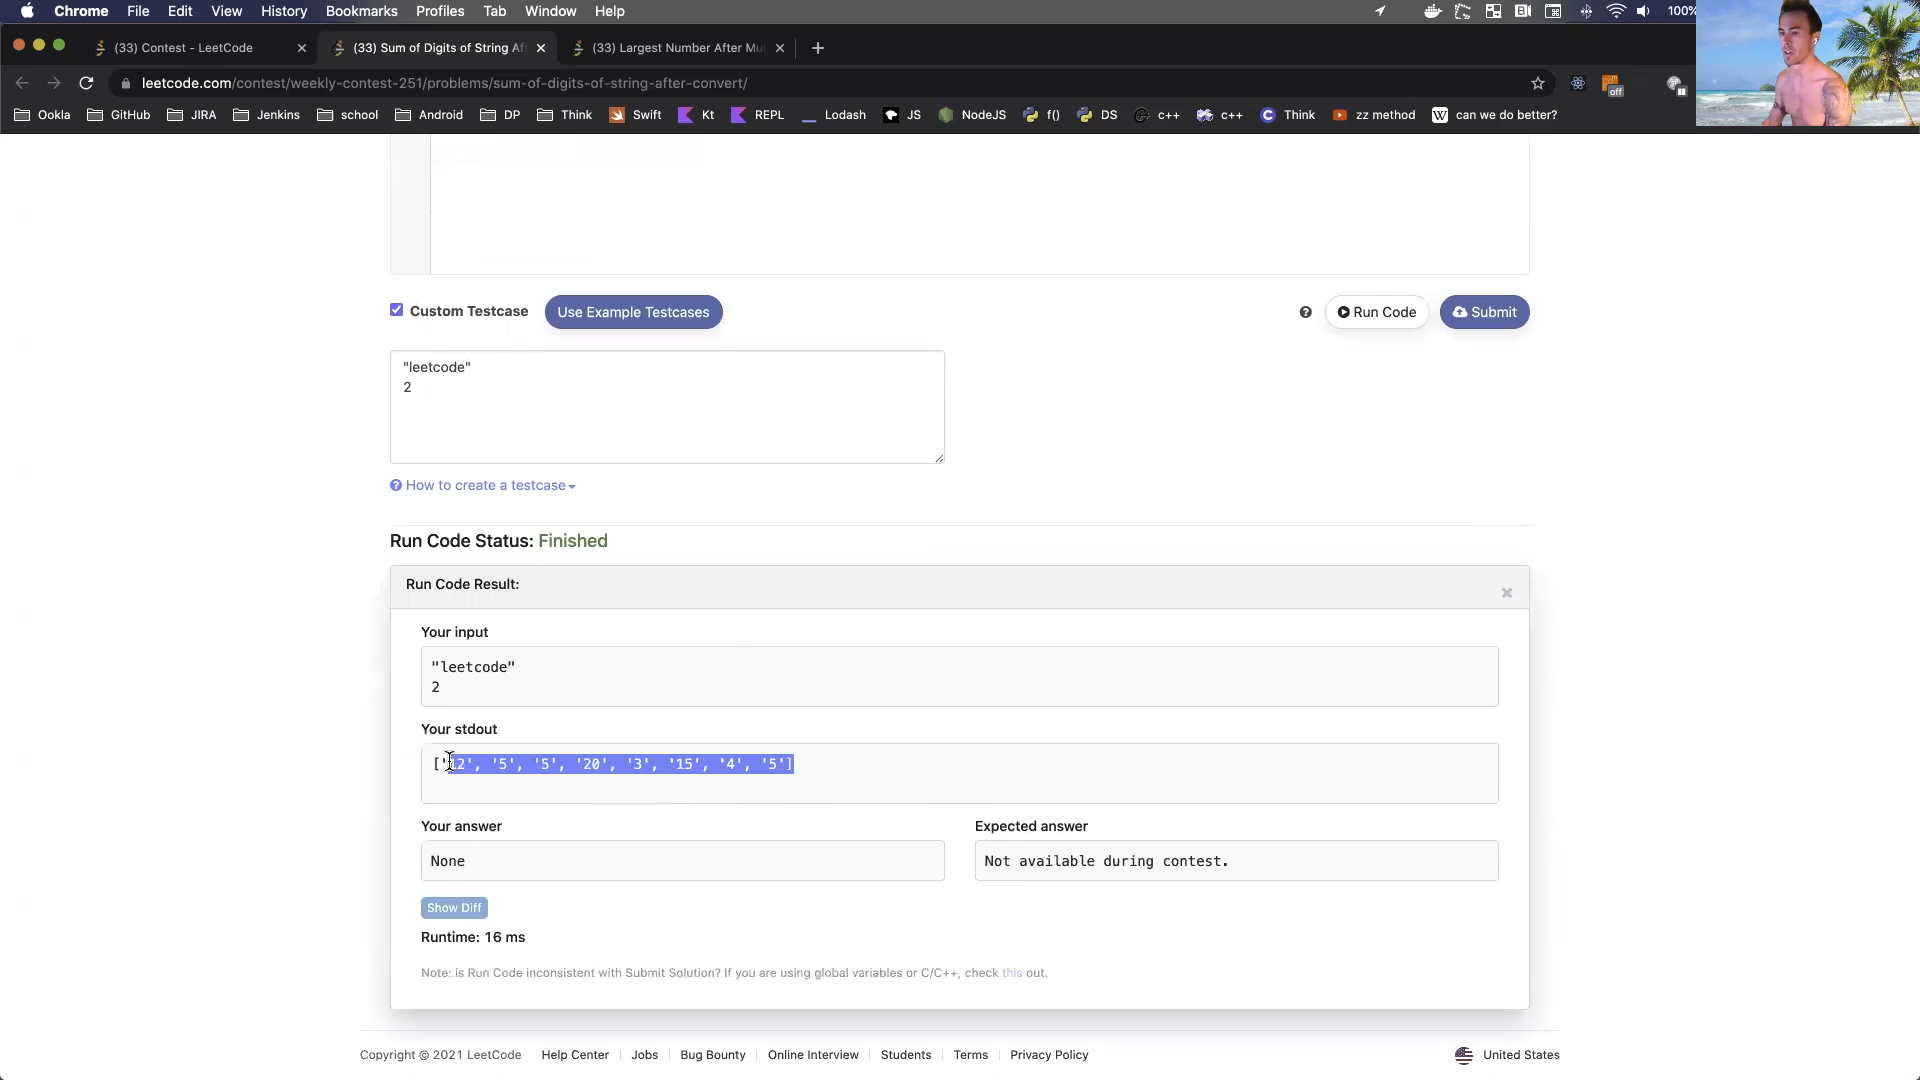 Chrome File Edit View History Bookmarks Profiles Tab Window Help 100%
(33) Contest - LeetCode (33) Sum of Digits of String Af (33) Largest Number After Mu
leetcode.com/contest/weekly-contest-251/problems/sum-of-digits-of-string-after-convert/
off
Ookla GitHub JIRA Jenkins school Android DP Think Swift Kt REPL Lodash JS NodeJS f() DS c++ c++ Think zz method can we do better?
Custom Testcase Use Example Testcases Run Code Submit
"leetcode"
2
How to create a testcase
Run Code Status: Finished
Run Code Result:
Your input
"leetcode"
2
Your stdout
['12', '5', '5', '20', '3', '15', '4', '5']
Your answer Expected answer
None Not available during contest.
Show Diff
Runtime: 16 ms
Note: is Run Code inconsistent with Submit Solution? If you are using global variables or C/C++, check this out.
Copyright © 2021 LeetCode Help Center Jobs Bug Bounty Online Interview Students Terms Privacy Policy United States